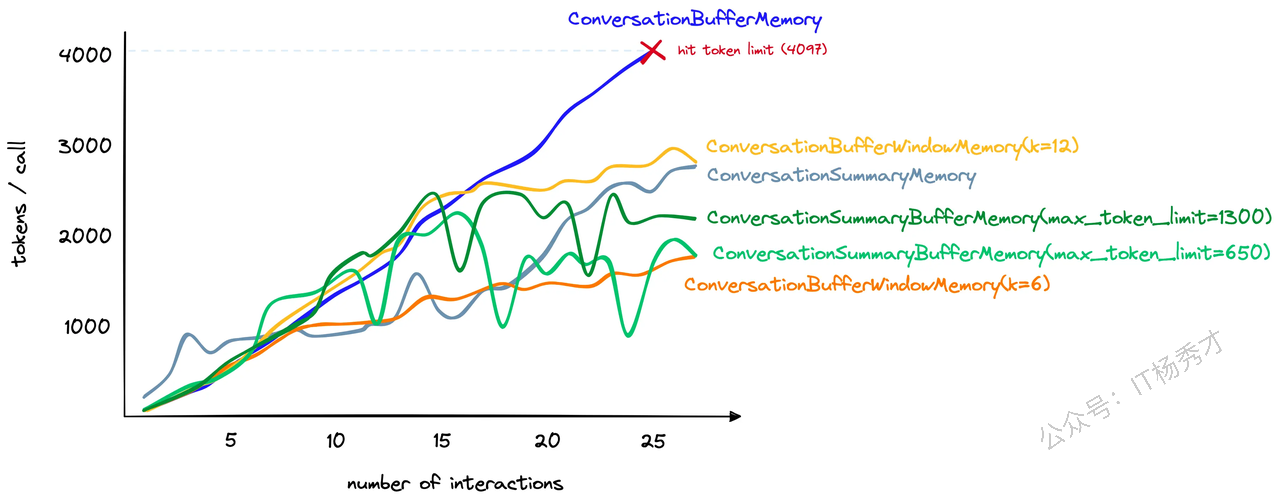 ConversationBufferMemory
4000
hit token limit (4097)
3000
ConversationBufferWindowMemory(k=12)
ConversationSummaryMemory
tokens / call
2000
ConversationSummaryBufferMemory(max_token_limit=1300)
ConversationSummaryBufferMemory(max_token_limit=650)
ConversationBufferWindowMemory(k=6)
1000
公众号：IT杨秀才
5 10 15 20 25
number of interactions